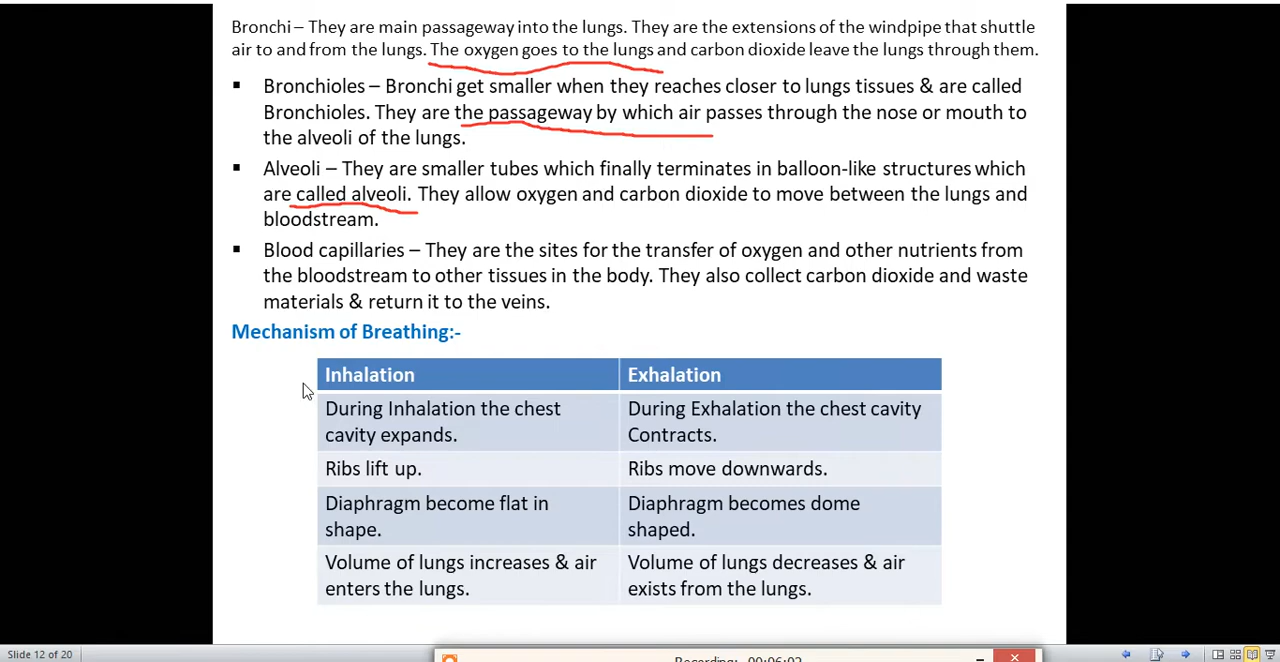 Bronchi – They are main passageway into the lungs. They are the extensions of the windpipe that shuttle
air to and from the lungs. The oxygen goes to the lungs and carbon dioxide leave the lungs through them.
▪ Bronchioles – Bronchi get smaller when they reaches closer to lungs tissues & are called
Bronchioles. They are the passageway by which air passes through the nose or mouth to
the alveoli of the lungs.
▪ Alveoli – They are smaller tubes which finally terminates in balloon-like structures which
are called alveoli. They allow oxygen and carbon dioxide to move between the lungs and
bloodstream.
▪ Blood capillaries – They are the sites for the transfer of oxygen and other nutrients from
the bloodstream to other tissues in the body. They also collect carbon dioxide and waste
materials & return it to the veins.
Mechanism of Breathing:-
Inhalation Exhalation
During Inhalation the chest
cavity expands.
During Exhalation the chest cavity
Contracts.
Ribs lift up. Ribs move downwards.
Diaphragm become flat in
shape.
Diaphragm becomes dome
shaped.
Volume of lungs increases & air
enters the lungs.
Volume of lungs decreases & air
exists from the lungs.
Slide 12 of 20
Recording: 00:06:02